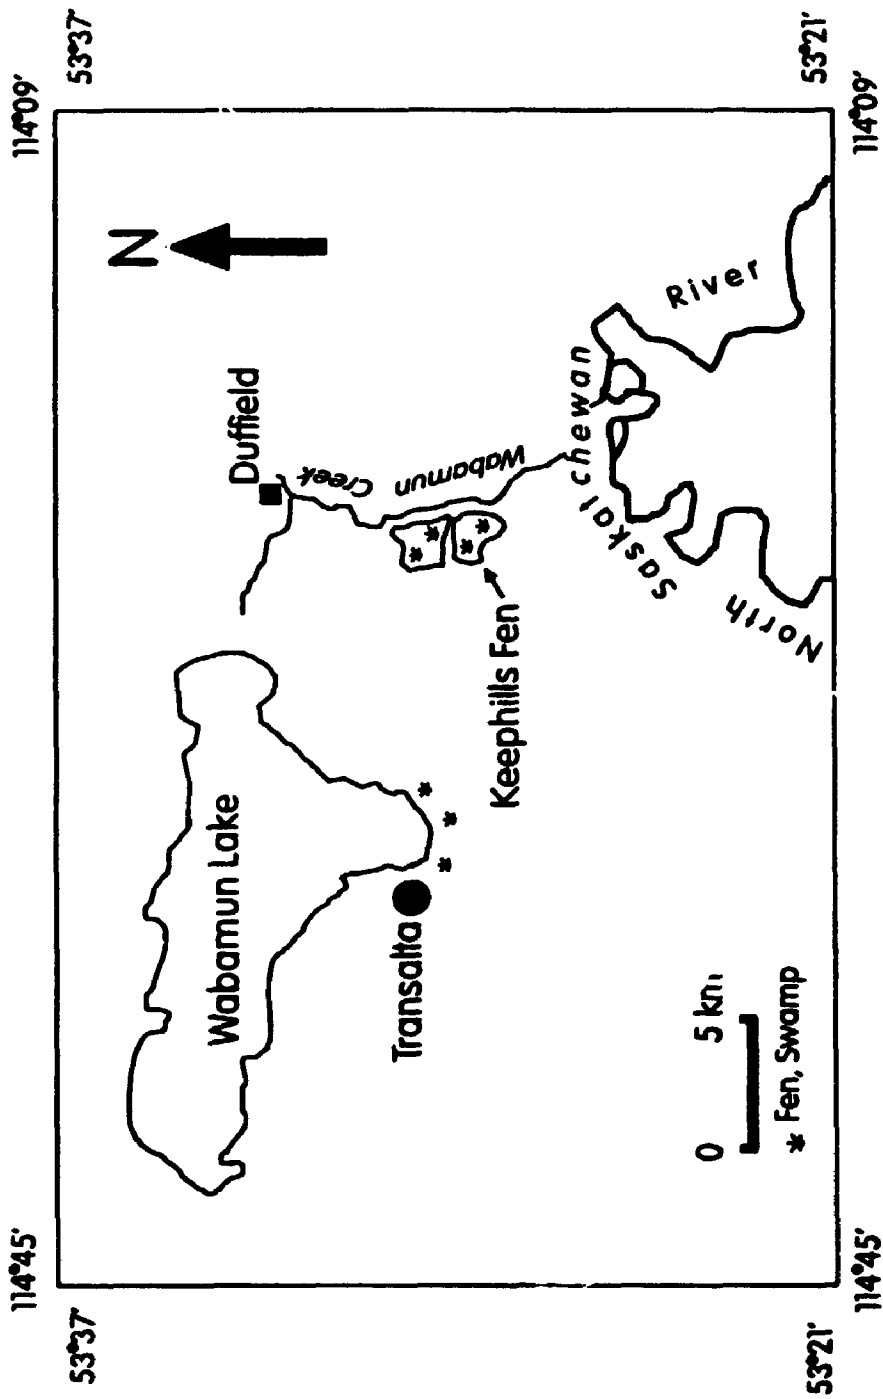 114°45'
114°09'
53°37'
53°37'
N
Duffield
Wabamun Lake
Creek
Wabamun
Transalta
Keephills Fen
North
Saskatchewan
River
0 5 km
* Fen, Swamp
53°21'
53°21'
114°45'
114°09'